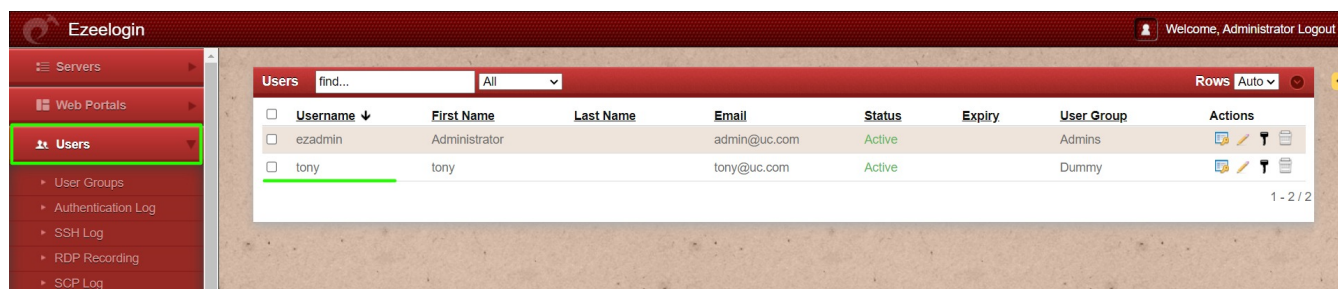 Ezeelogin
Welcome, Administrator Logout
Servers
Web Portals
Users
User Groups
Authentication Log
SSH Log
RDP Recording
SCP Log
Users find... All Rows Auto
Username ↓ First Name Last Name Email Status Expiry User Group Actions
ezadmin Administrator admin@uc.com Active Admins
tony tony tony@uc.com Active Dummy
1 - 2 / 2